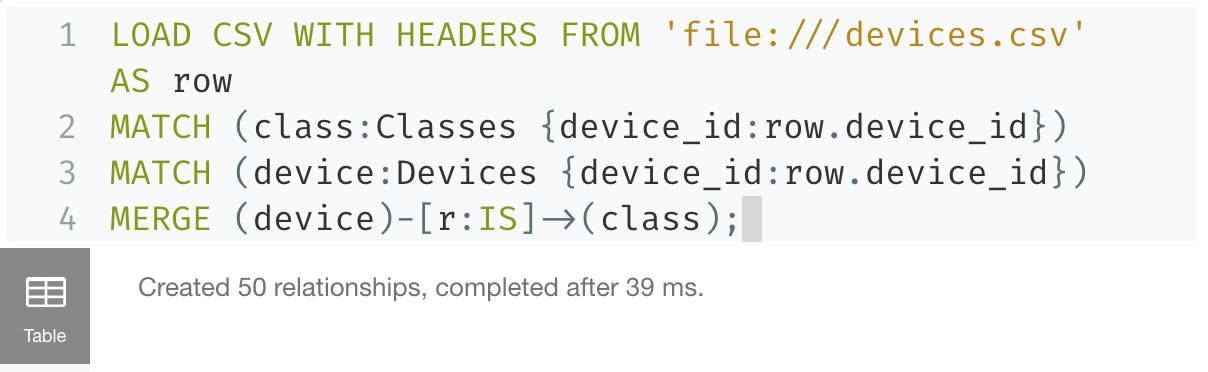 1 LOAD CSV WITH HEADERS FROM 'file:///devices.csv'
AS row
2 MATCH (class:Classes {device_id:row.device_id})
3 MATCH (device:Devices {device_id:row.device_id})
4 MERGE (device)-[r:IS]->(class);
Created 50 relationships, completed after 39 ms.
Table